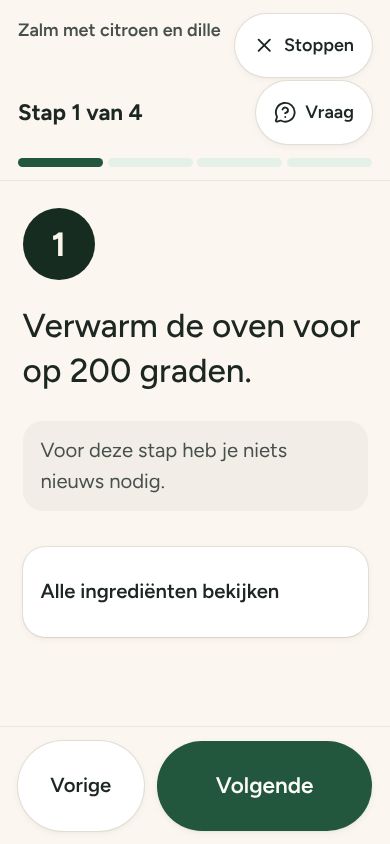 Zalm met citroen en dille
Stoppen
Stap 1 van 4
Vraag
1
Verwarm de oven voor
op 200 graden.
Voor deze stap heb je niets
nieuws nodig.
Alle ingrediënten bekijken
Vorige
Volgende